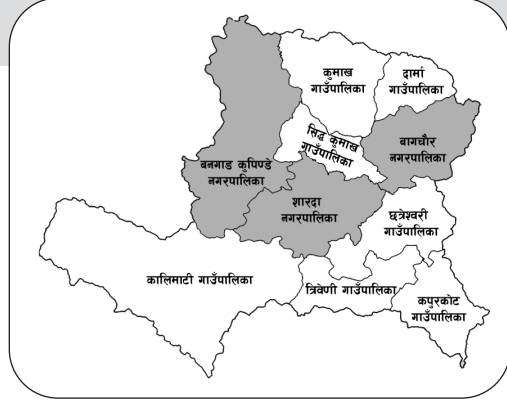 कुमाख
गाउँपालिका
दार्मा
गाउँपालिका
सिद्ध कुमाख
गाउँपालिका
बागचौर
नगरपालिका
बनगाड कुपिण्डे
नगरपालिका
शारदा
नगरपालिका
छत्रेश्वरी
गाउँपालिका
कालिमाटी गाउँपालिका
त्रिवेणी गाउँपालिका
कपुरकोट
गाउँपालिका